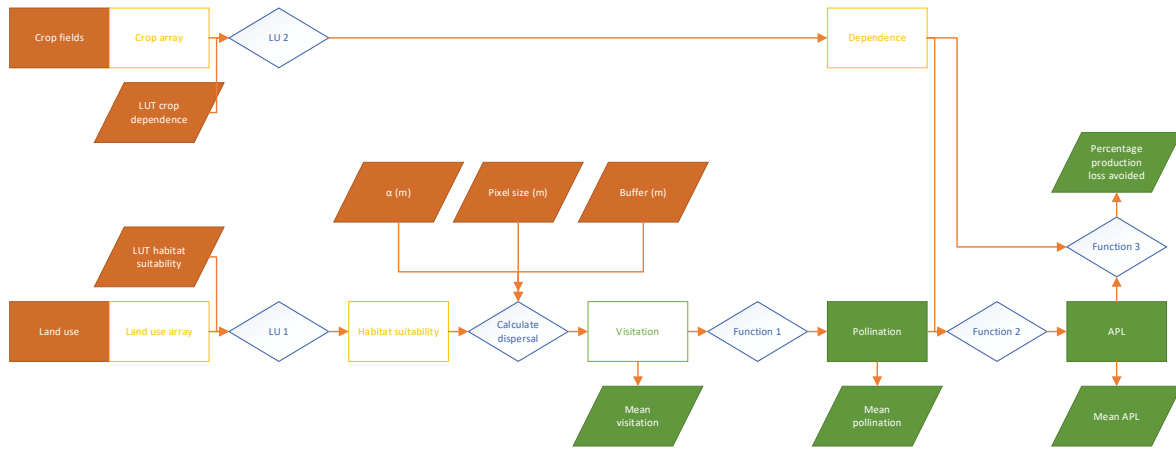 Crop fields
Crop array
LU 2
Dependence
LUT crop
dependence
α (m)
Pixel size (m)
Buffer (m)
Percentage
production
loss avoided
LUT habitat
suitability
Function 3
Land use
Land use array
LU 1
Habitat suitability
Calculate
dispersal
Visitation
Function 1
Pollination
Function 2
APL
Mean
visitation
Mean
pollination
Mean APL